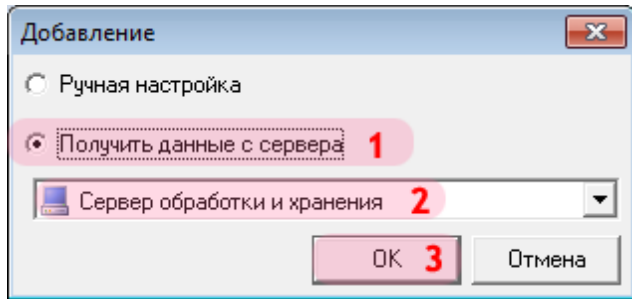 Добавление
Ручная настройка
Получить данные с сервера 1
Сервер обработки и хранения 2
OK 3 Отмена